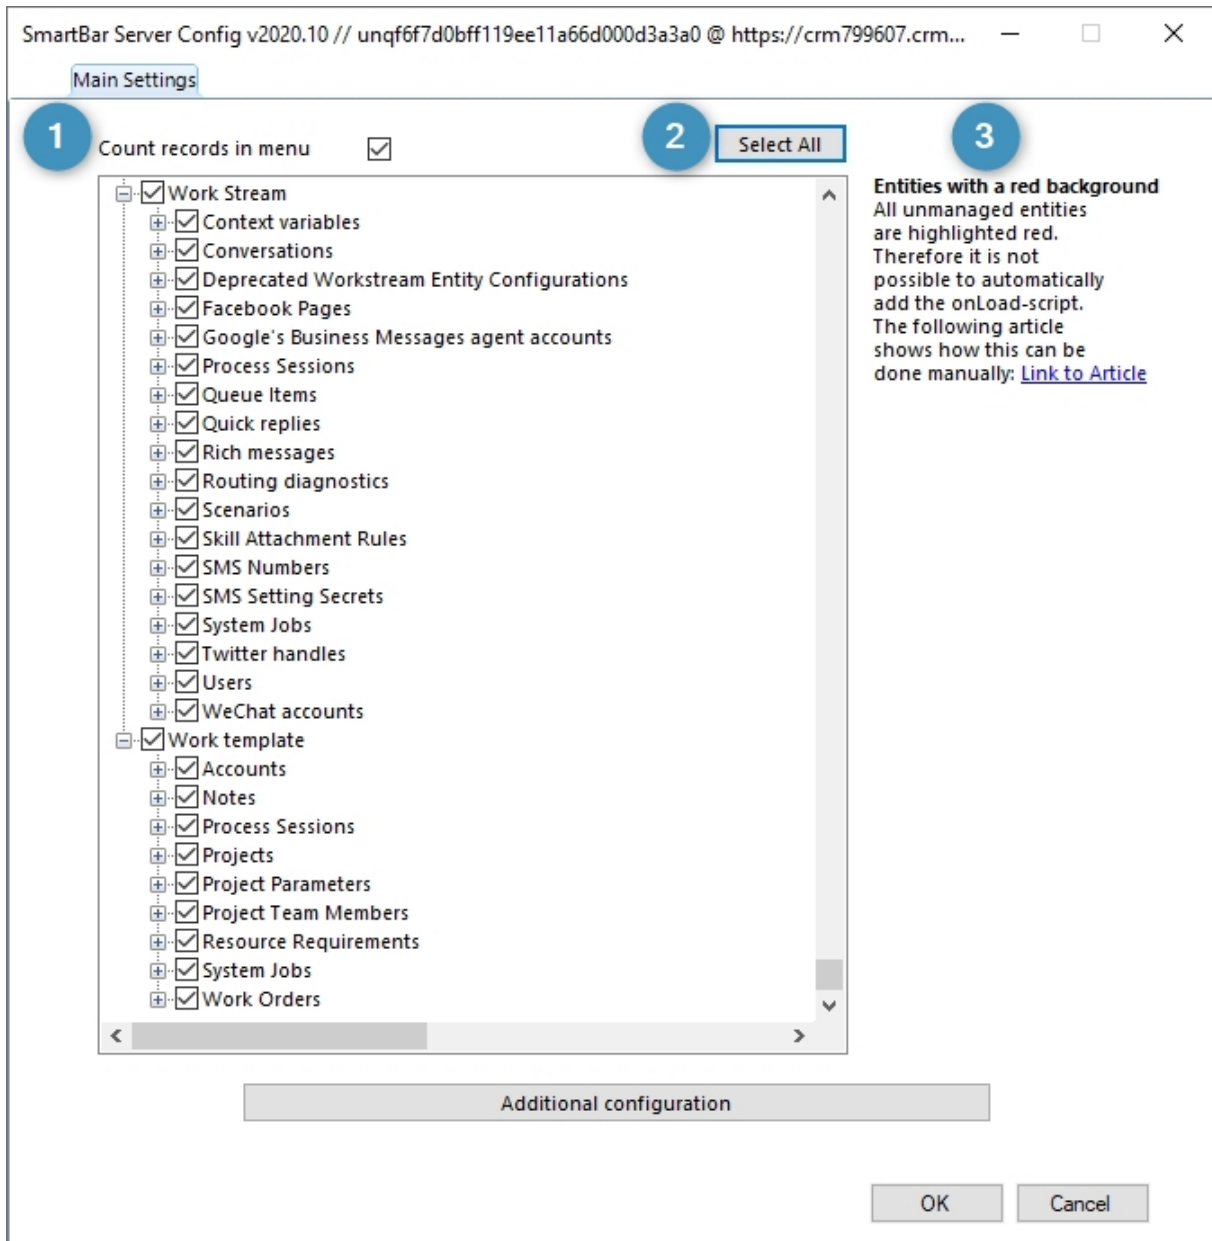 SmartBar Server Config v2020.10 // unqf6f7d0bff119ee11a66d000d3a3a0 @ https://crm799607.crm...
Main Settings
1
Count records in menu
2
Select All
3
Work Stream
Context variables
Conversations
Deprecated Workstream Entity Configurations
Facebook Pages
Google's Business Messages agent accounts
Process Sessions
Queue Items
Quick replies
Rich messages
Routing diagnostics
Scenarios
Skill Attachment Rules
SMS Numbers
SMS Setting Secrets
System Jobs
Twitter handles
Users
WeChat accounts
Work template
Accounts
Notes
Process Sessions
Projects
Project Parameters
Project Team Members
Resource Requirements
System Jobs
Work Orders
Entities with a red background
All unmanaged entities
are highlighted red.
Therefore it is not
possible to automatically
add the onLoad-script.
The following article
shows how this can be
done manually: Link to Article
Additional configuration
OK
Cancel